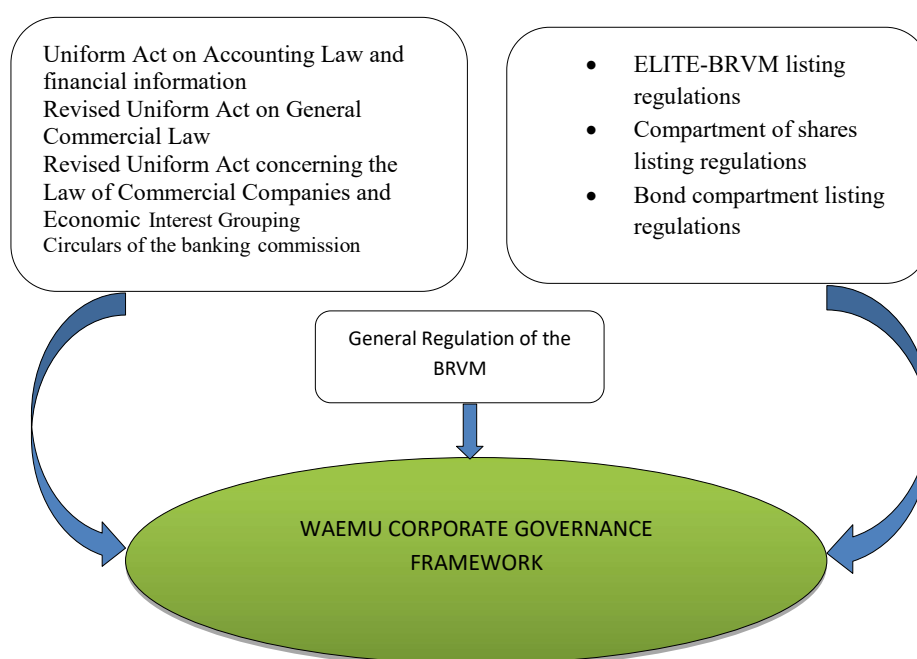 Uniform Act on Accounting Law and
financial information
Revised Uniform Act on General
Commercial Law
Revised Uniform Act concerning the
Law of Commercial Companies and
Economic Interest Grouping
Circulars of the banking commission
• ELITE-BRVM listing
regulations
• Compartment of shares
listing regulations
• Bond compartment listing
regulations
General Regulation of the
BRVM
WAEMU CORPORATE GOVERNANCE
FRAMEWORK